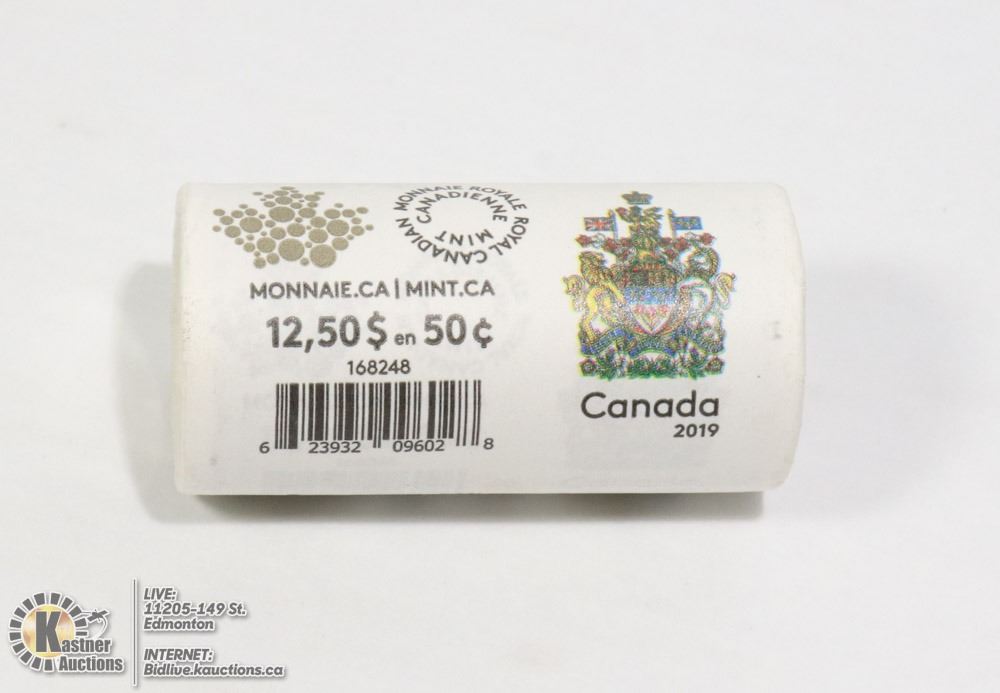 MONNAIE ROYALE CANADIENNE
ROYAL CANADIAN MINT
MONNAIE.CA | MINT.CA
12,50 $ en 50 ¢
168248
6 23932 09602 8
Canada
2019
Kastner
Auctions
LIVE:
11205-149 St.
Edmonton
INTERNET:
Bidlive.kauctions.ca